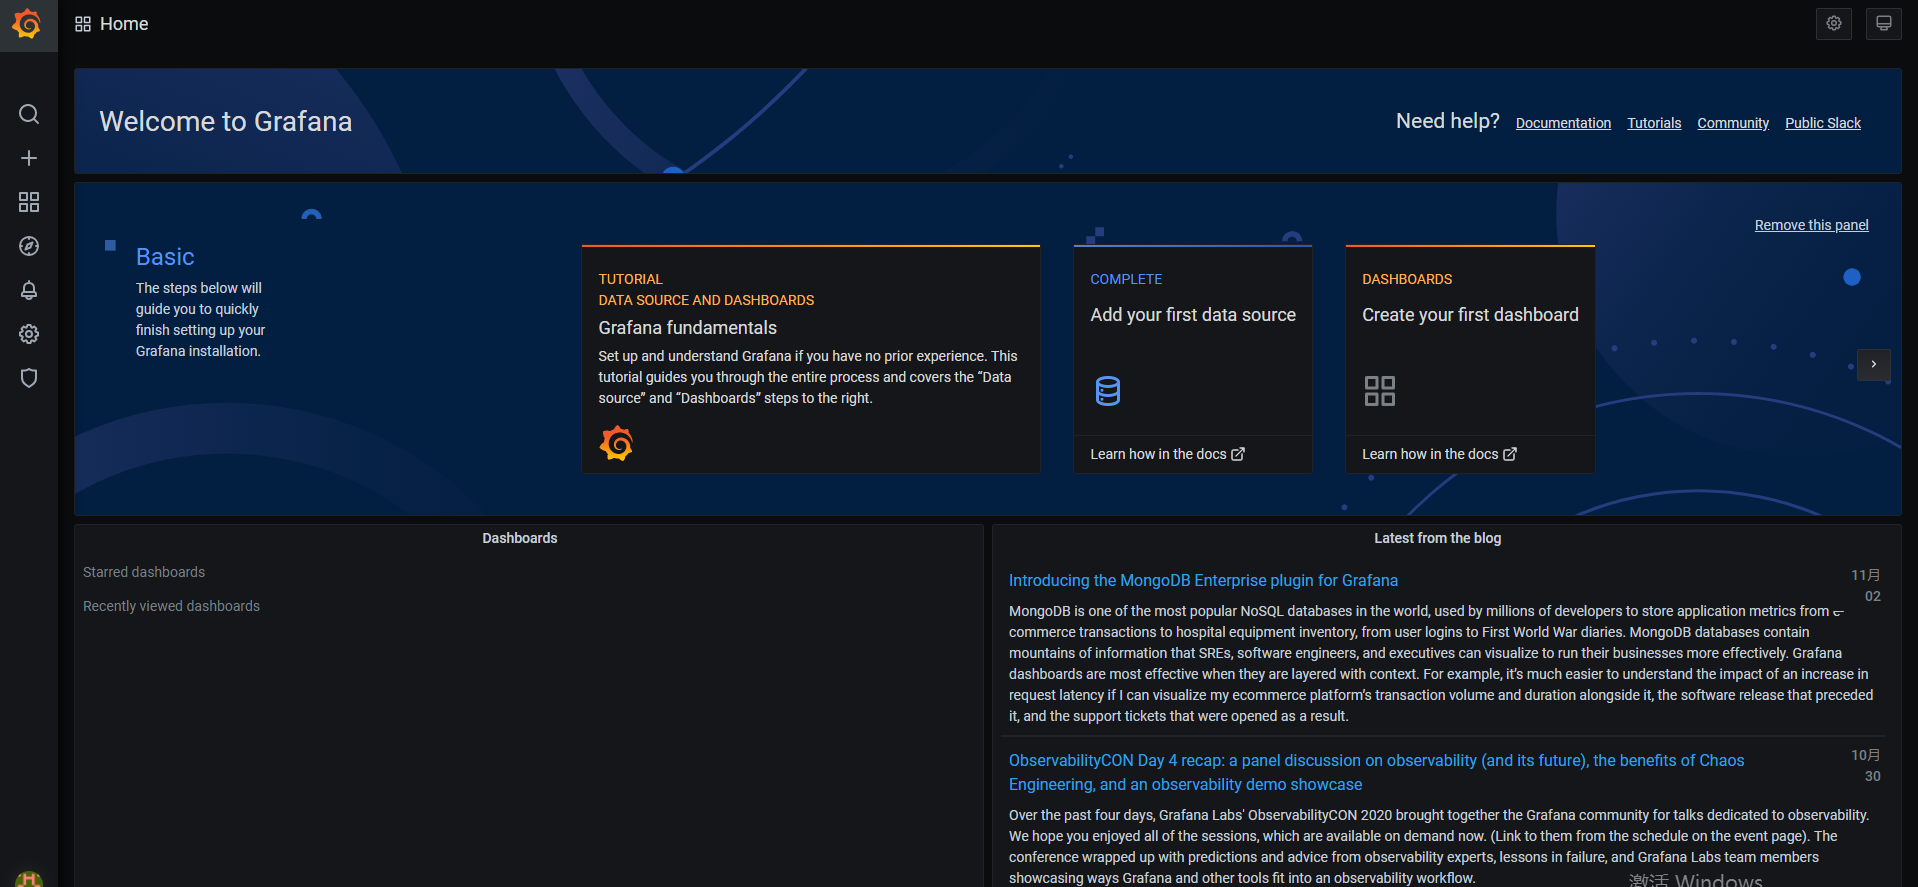 Home
Welcome to Grafana
Need help? Documentation Tutorials Community Public Slack
Remove this panel
Basic
The steps below will
guide you to quickly
finish setting up your
Grafana installation.
TUTORIAL
DATA SOURCE AND DASHBOARDS
Grafana fundamentals
Set up and understand Grafana if you have no prior experience. This
tutorial guides you through the entire process and covers the “Data
source” and “Dashboards” steps to the right.
COMPLETE
Add your first data source
Learn how in the docs
DASHBOARDS
Create your first dashboard
Learn how in the docs
Dashboards
Starred dashboards
Recently viewed dashboards
Latest from the blog
Introducing the MongoDB Enterprise plugin for Grafana
11月
02
MongoDB is one of the most popular NoSQL databases in the world, used by millions of developers to store application metrics from e-
commerce transactions to hospital equipment inventory, from user logins to First World War diaries. MongoDB databases contain
mountains of information that SREs, software engineers, and executives can visualize to run their businesses more effectively. Grafana
dashboards are most effective when they are layered with context. For example, it’s much easier to understand the impact of an increase in
request latency if I can visualize my ecommerce platform’s transaction volume and duration alongside it, the software release that preceded
it, and the support tickets that were opened as a result.
ObservabilityCON Day 4 recap: a panel discussion on observability (and its future), the benefits of Chaos
Engineering, and an observability demo showcase
10月
30
Over the past four days, Grafana Labs' ObservabilityCON 2020 brought together the Grafana community for talks dedicated to observability.
We hope you enjoyed all of the sessions, which are available on demand now. (Link to them from the schedule on the event page). The
conference wrapped up with predictions and advice from observability experts, lessons in failure, and Grafana Labs team members
showcasing ways Grafana and other tools fit into an observability workflow.
激活 Windows